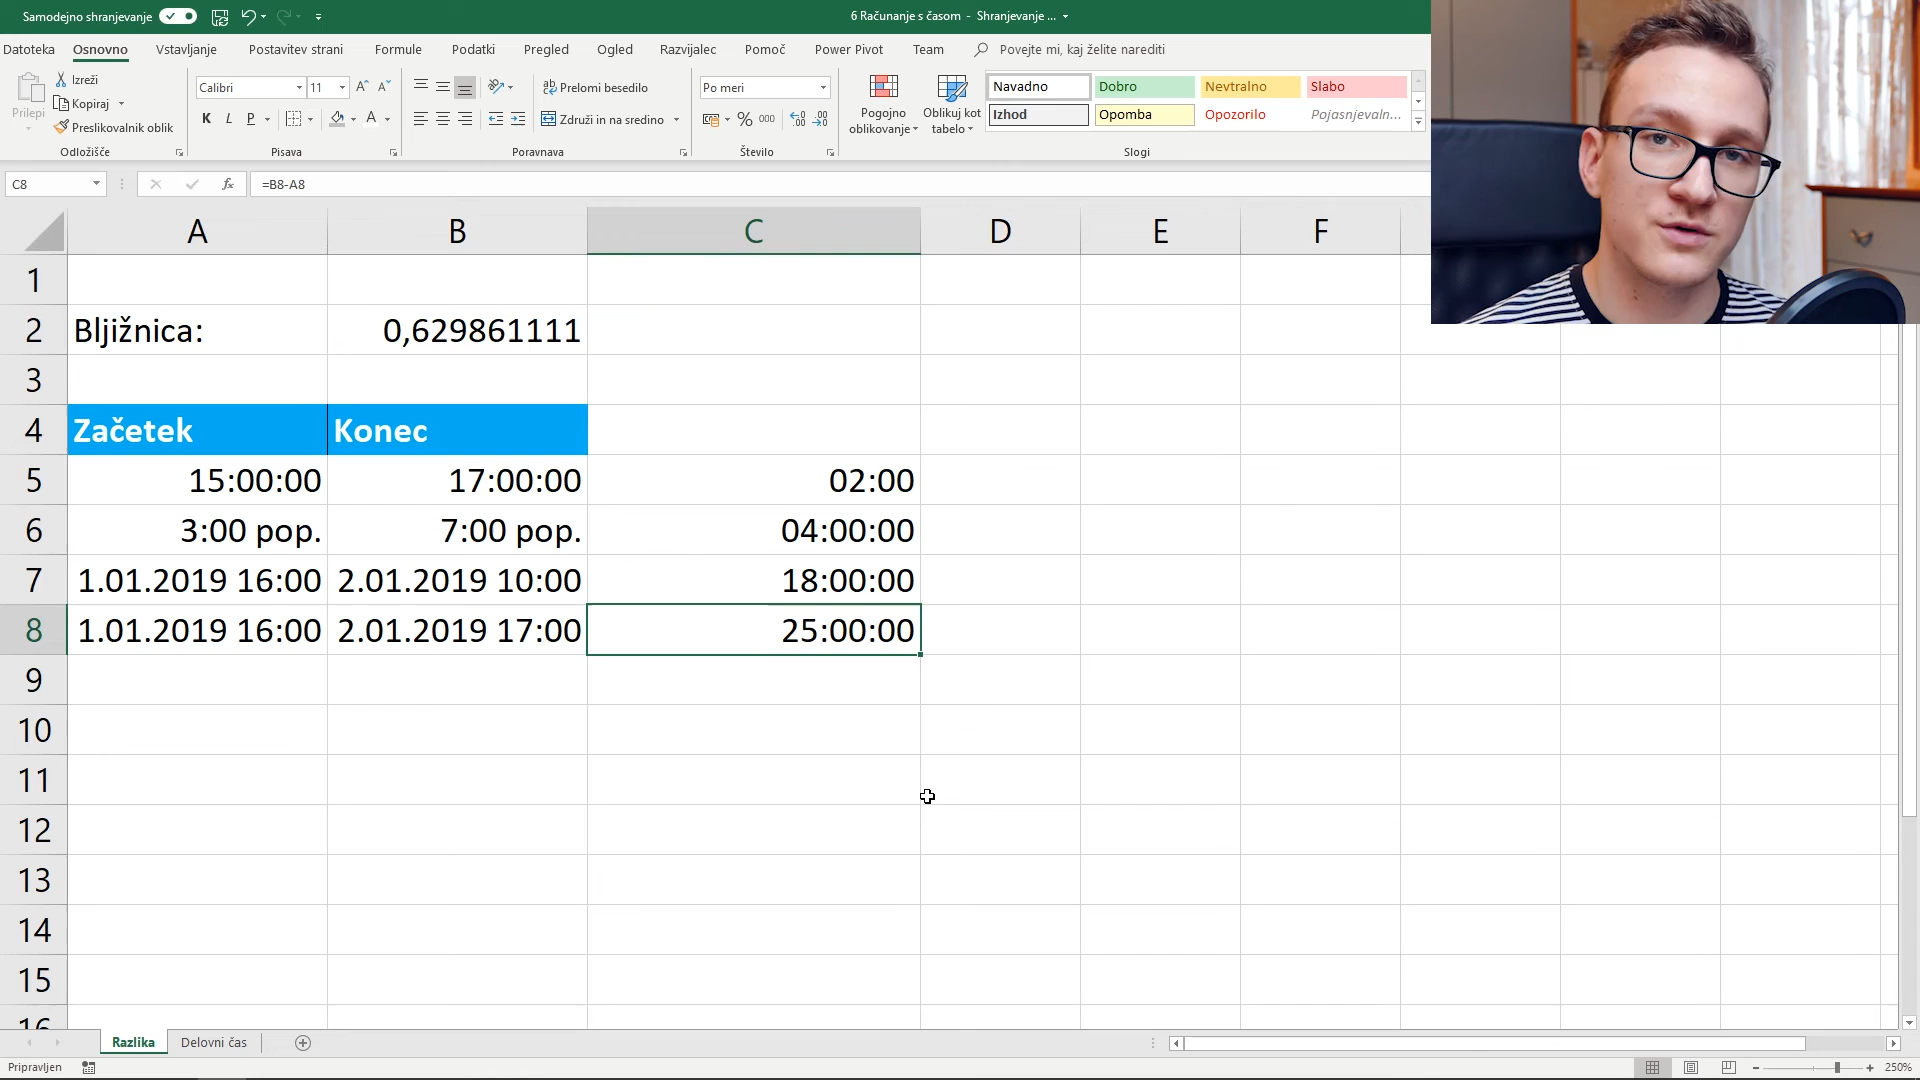 Samodejno shranjevanje
6 Računanje s časom - Shranjevanje ...
Datoteka Osnovno Vstavljanje Postavitev strani Formule Podatki Pregled Ogled Razvijalec Pomoč Power Pivot Team Povejte mi, kaj želite narediti
Prilepi
Izreži
Kopiraj
Preslikovalnik oblik
Odložišče
Calibri 11
K L P
Pisava
Prelomi besedilo
Združi in na sredino
Poravnava
Po meri
% 000
Število
Pogojno
oblikovanje
Oblikuj kot
tabelo
Navadno Dobro Nevtralno Slabo
Izhod Opomba Opozorilo Pojasnjevaln...
Slogi
C8 fx =B8-A8
A B C D E F
1
2 Bljižnica: 0,629861111
3
4 Začetek Konec
5 15:00:00 17:00:00 02:00
6 3:00 pop. 7:00 pop. 04:00:00
7 1.01.2019 16:00 2.01.2019 10:00 18:00:00
8 1.01.2019 16:00 2.01.2019 17:00 25:00:00
9
10
11
12
13
14
15
16
Razlika Delovni čas
Pripravljen 250%